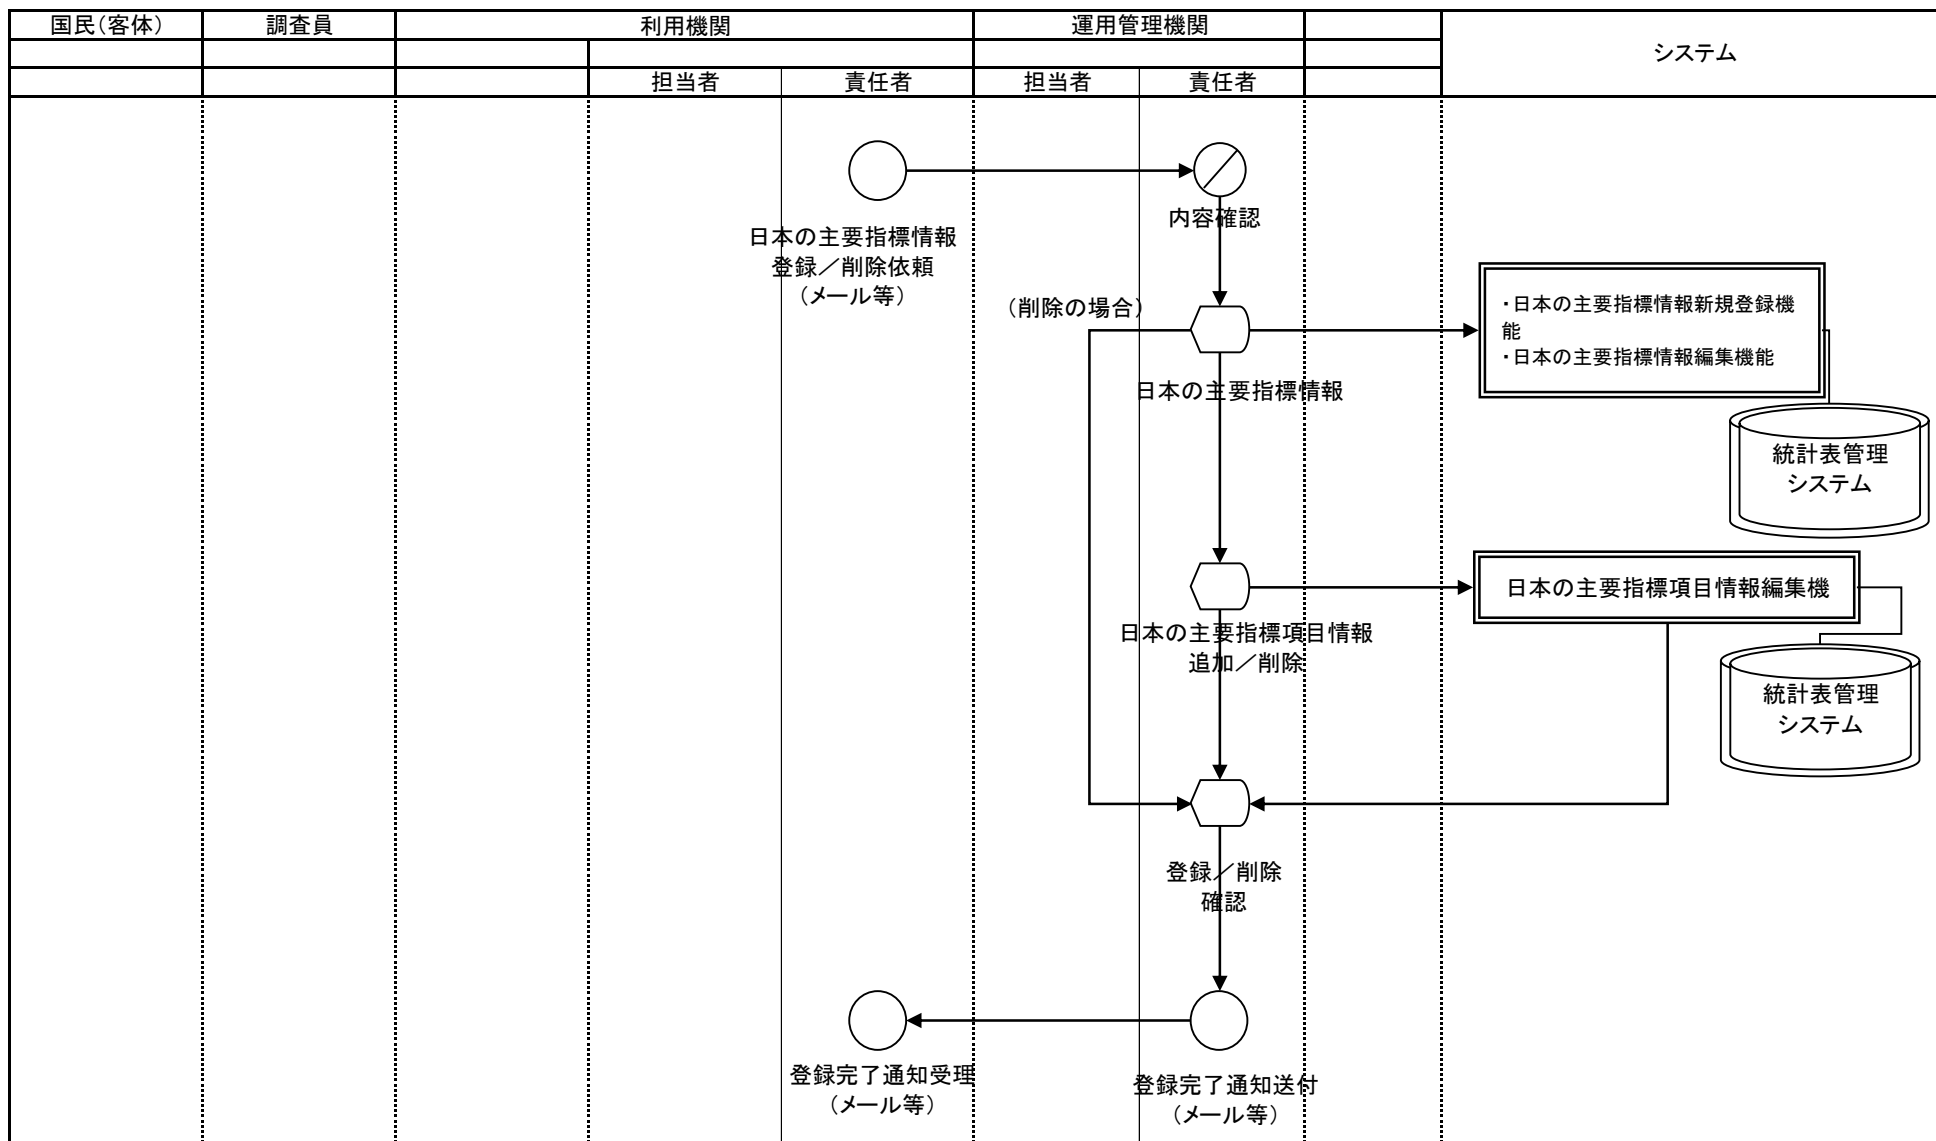 国民(客体)
調査員
利用機関
運用管理機関
システム
担当者
責任者
担当者
責任者
日本の主要指標情報
登録／削除依頼
(メール等)
内容確認
(削除の場合)
・日本の主要指標情報新規登録機
能
・日本の主要指標情報編集機能
日本の主要指標情報
統計表管理
システム
日本の主要指標項目情報編集機
日本の主要指標項目情報
追加／削除
統計表管理
システム
登録／削除
確認
登録完了通知受理
(メール等)
登録完了通知送付
(メール等)